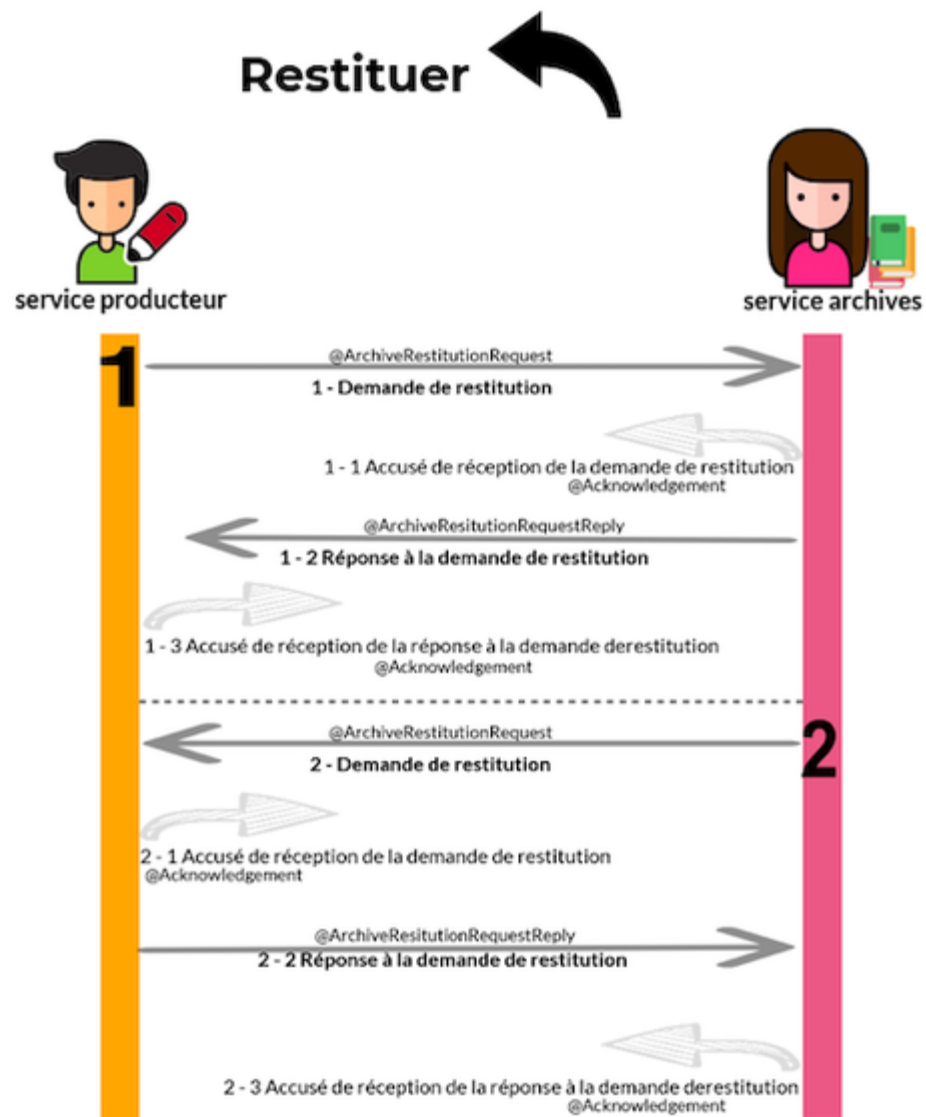 Restituer
service producteur
service archives
1
@ArchiveRestitutionRequest
1 - Demande de restitution
1 - 1 Accusé de réception de la demande de restitution
@Acknowledgement
@ArchiveResitutionRequestReply
1 - 2 Réponse à la demande de restitution
1 - 3 Accusé de réception de la réponse à la demande derestitution
@Acknowledgement
@ArchiveRestitutionRequest
2
2 - Demande de restitution
2 - 1 Accusé de réception de la demande de restitution
@Acknowledgement
@ArchiveResitutionRequestReply
2 - 2 Réponse à la demande de restitution
2 - 3 Accusé de réception de la réponse à la demande derestitution
@Acknowledgement